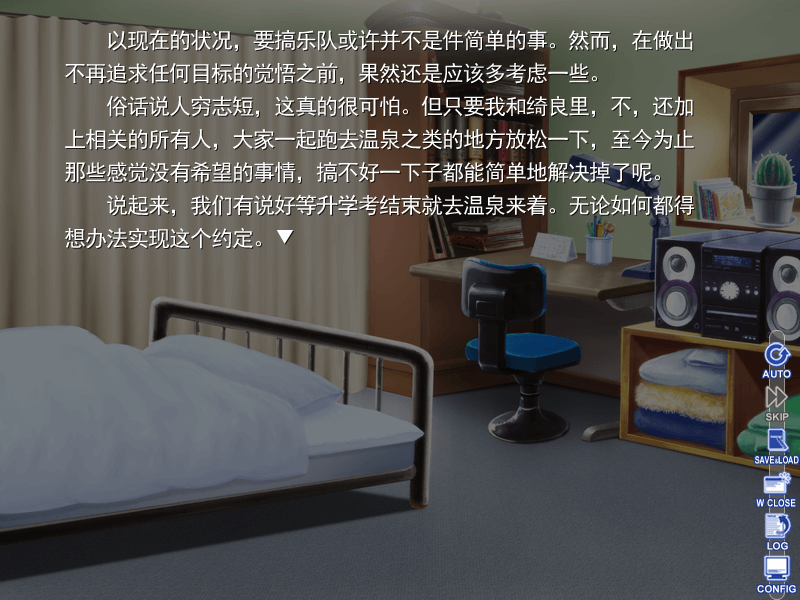 以现在的状况，要搞乐队或许并不是件简单的事。然而，在做出
不再追求任何目标的觉悟之前，果然还是应该多考虑一些。
俗话说人穷志短，这真的很可怕。但只要我和绮良里，不，还加
上相关的所有人，大家一起跑去温泉之类的地方放松一下，至今为止
那些感觉没有希望的事情，搞不好一下子都能简单地解决掉了呢。
说起来，我们有说好等升学考结束就去温泉来着。无论如何都得
想办法实现这个约定。▼
AUTO
SKIP
SAVE&LOAD
W CLOSE
LOG
CONFIG